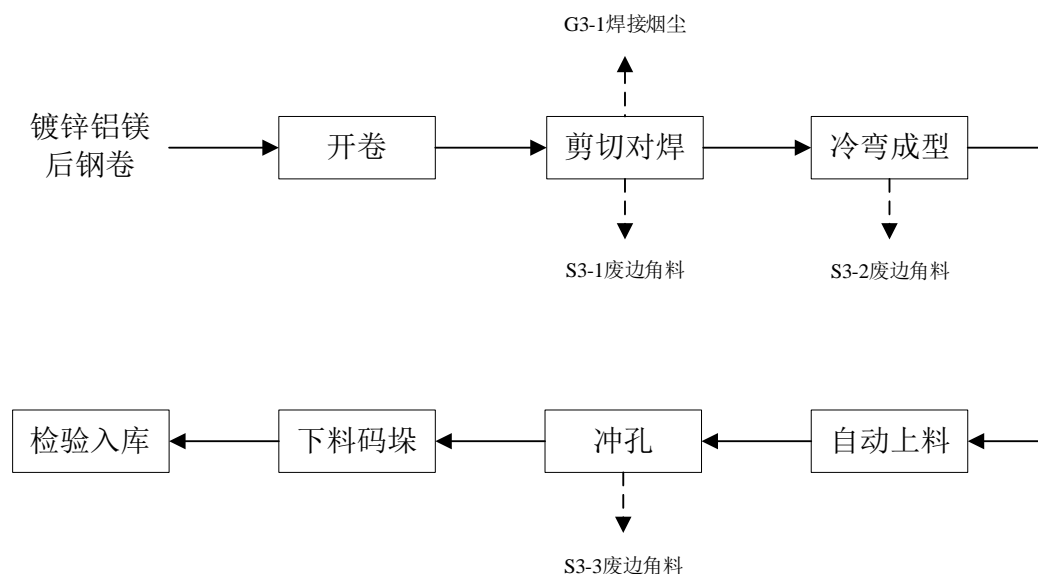 G3-1焊接烟尘
镀锌铝镁
后钢卷
开卷
剪切对焊
冷弯成型
S3-1废边角料
S3-2废边角料
检验入库
下料码垛
冲孔
自动上料
S3-3废边角料